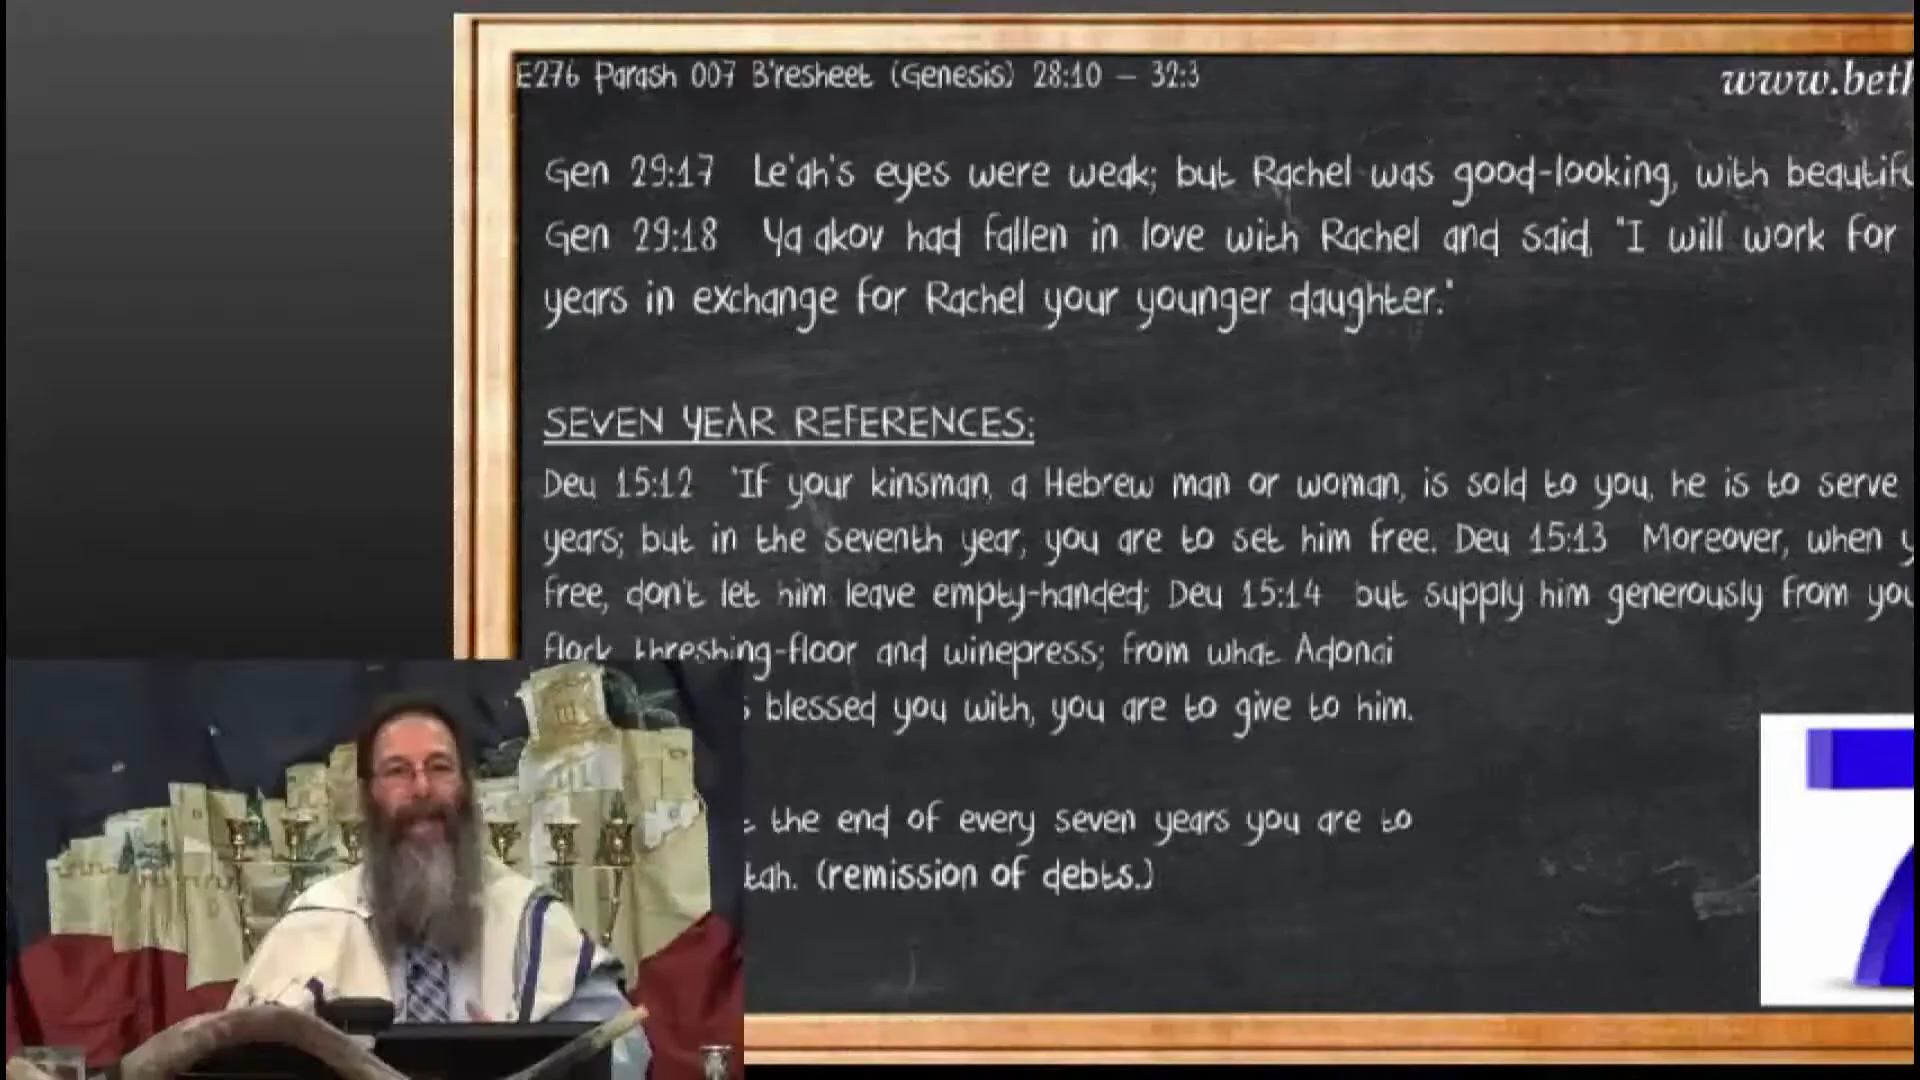 E276 Parash 007 B'resheet (Genesis) 28:10 – 32:3
www.beth
Gen 29:17 Le'ah's eyes were weak; but Rachel was good-looking, with beautifu
Gen 29:18 Ya akov had fallen in love with Rachel and said, "I will work for
years in exchange for Rachel your younger daughter."
SEVEN YEAR REFERENCES:
Deu 15:12 "If your kinsman, a Hebrew man or woman, is sold to you, he is to serve
years; but in the seventh year, you are to set him free. Deu 15:13 Moreover, when y
free, don't let him leave empty-handed; Deu 15:14 but supply him generously from you
flock, threshing-floor and winepress; from what Adonai
s blessed you with, you are to give to him.
the end of every seven years you are to
tah. (remission of debts.)
7